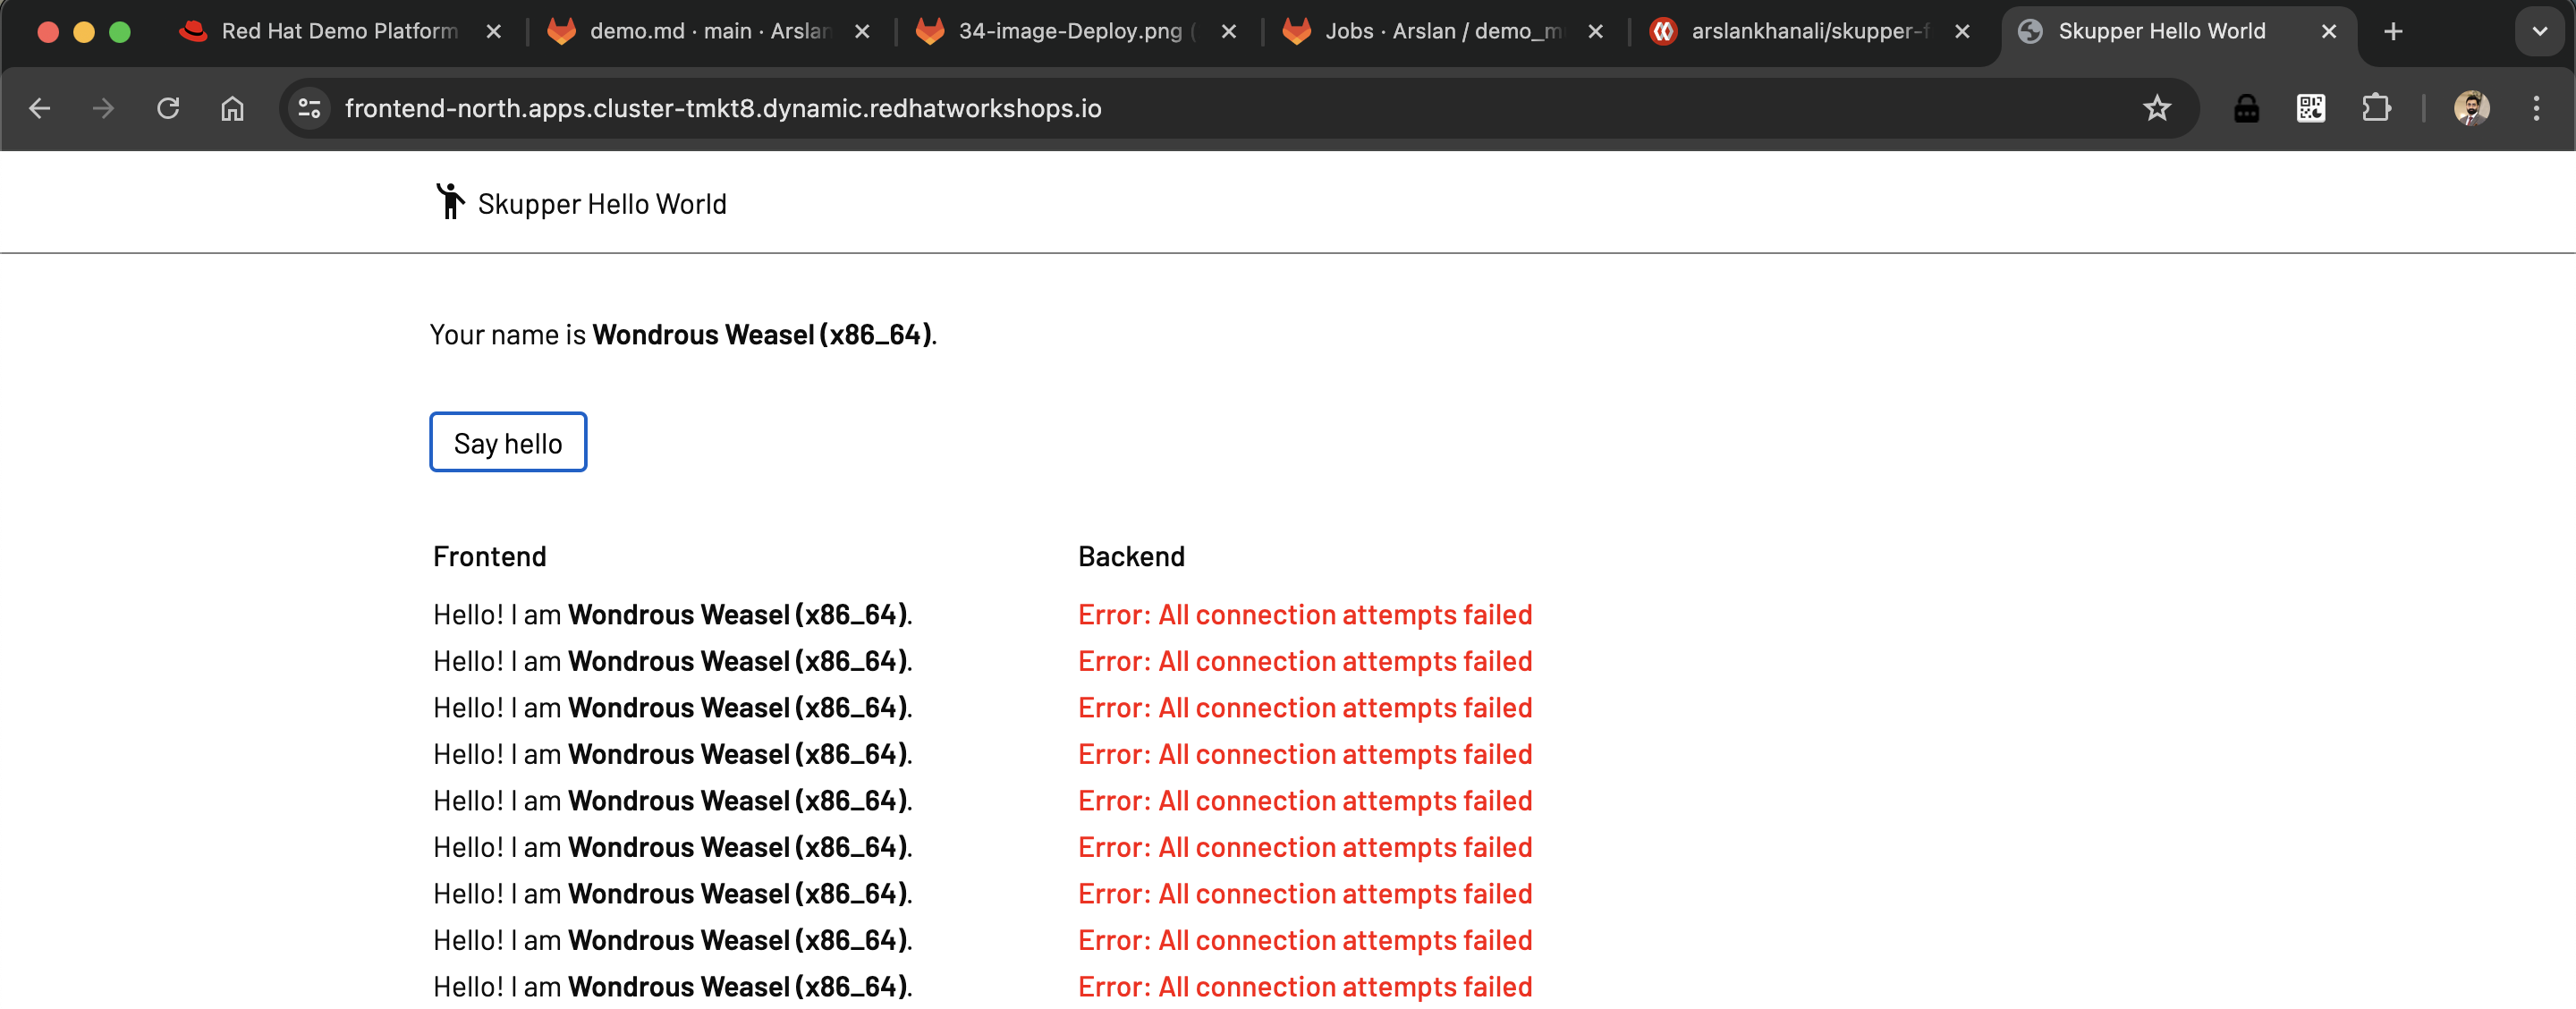 Red Hat Demo Platform
demo.md · main · Arslan
34-image-Deploy.png (
Jobs · Arslan / demo_m
arslankhanali/skupper-f
Skupper Hello World
frontend-north.apps.cluster-tmkt8.dynamic.redhatworkshops.io
Skupper Hello World
Your name is Wondrous Weasel (x86_64).
Say hello
Frontend Backend
Hello! I am Wondrous Weasel (x86_64). Error: All connection attempts failed
Hello! I am Wondrous Weasel (x86_64). Error: All connection attempts failed
Hello! I am Wondrous Weasel (x86_64). Error: All connection attempts failed
Hello! I am Wondrous Weasel (x86_64). Error: All connection attempts failed
Hello! I am Wondrous Weasel (x86_64). Error: All connection attempts failed
Hello! I am Wondrous Weasel (x86_64). Error: All connection attempts failed
Hello! I am Wondrous Weasel (x86_64). Error: All connection attempts failed
Hello! I am Wondrous Weasel (x86_64). Error: All connection attempts failed
Hello! I am Wondrous Weasel (x86_64). Error: All connection attempts failed